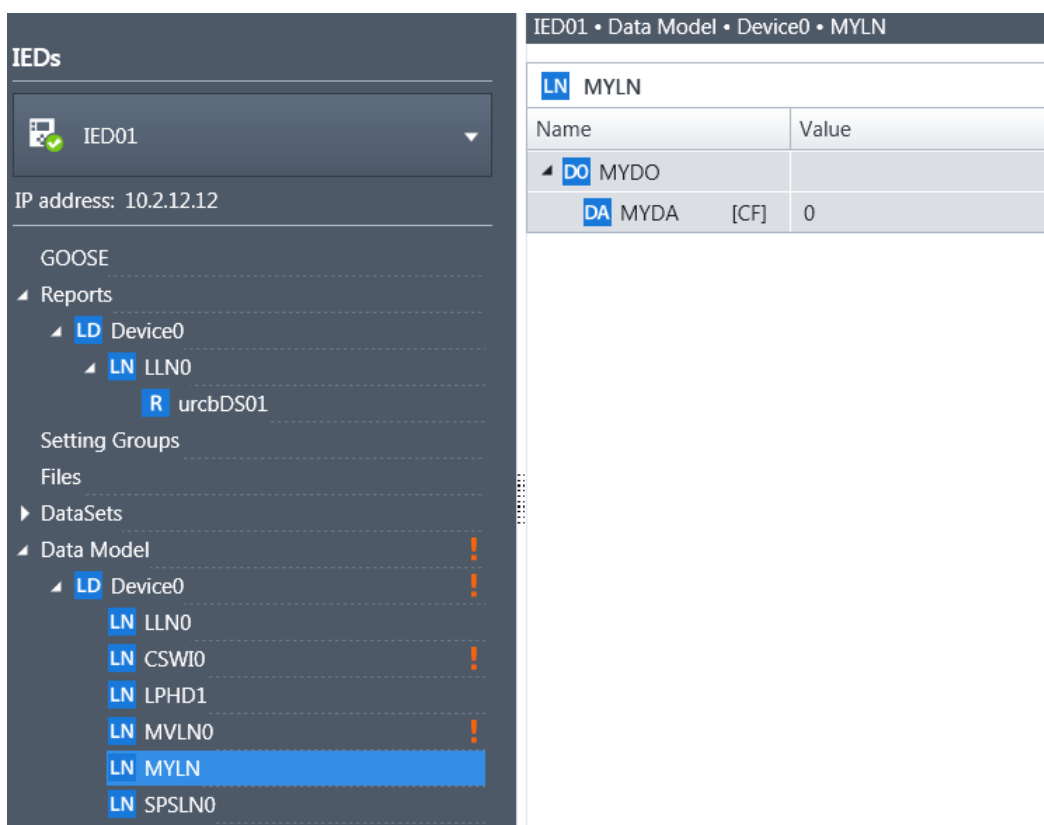 IEDs
IED01
IP address: 10.2.12.12
GOOSE
Reports
LD Device0
LN LLN0
R urcbDS01
Setting Groups
Files
DataSets
Data Model !
LD Device0 !
LN LLN0
LN CSWI0 !
LN LPHD1
LN MVLN0 !
LN MYLN
LN SPSLN0
IED01 • Data Model • Device0 • MYLN
LN MYLN
Name Value
DO MYDO
DA MYDA [CF] 0